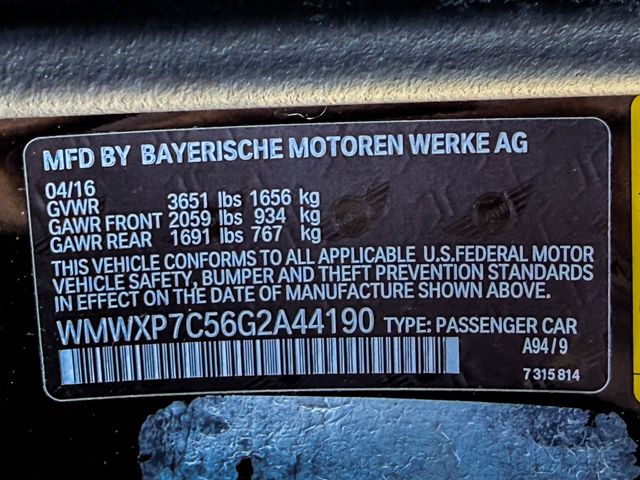 MFD BY BAYERISCHE MOTOREN WERKE AG
04/16
GVWR 3651 lbs 1656 kg
GAWR FRONT 2059 lbs 934 kg
GAWR REAR 1691 lbs 767 kg
THIS VEHICLE CONFORMS TO ALL APPLICABLE U.S.FEDERAL MOTOR
VEHICLE SAFETY, BUMPER AND THEFT PREVENTION STANDARDS
IN EFFECT ON THE DATE OF MANUFACTURE SHOWN ABOVE.
WMWXP7C56G2A44190 TYPE: PASSENGER CAR
A94/9
7 315 814